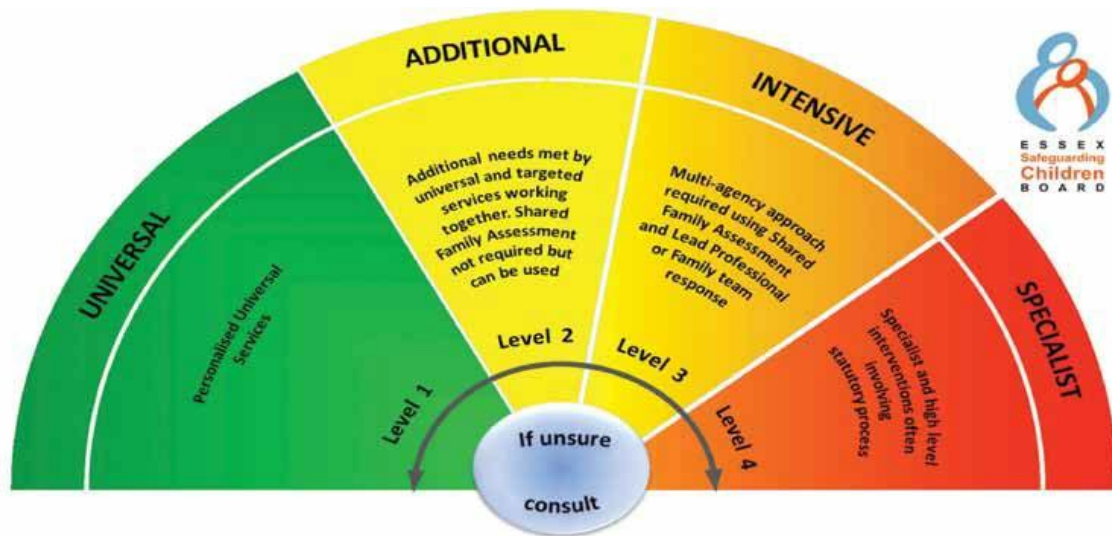 UNIVERSAL
Personalised Universal
Services
Level 1
ADDITIONAL
Additional needs met by
universal and targeted
services working
together. Shared
Family Assessment
not required but
can be used
Level 2
INTENSIVE
Multi-agency approach
required using Shared
Family Assessment
and Lead Professional
or Family team
response
Level 3
SPECIALIST
Specialist and high level
interventions often
involving
statutory process
Level 4
If unsure
consult
ESSEX
Safeguarding
Children
BOARD